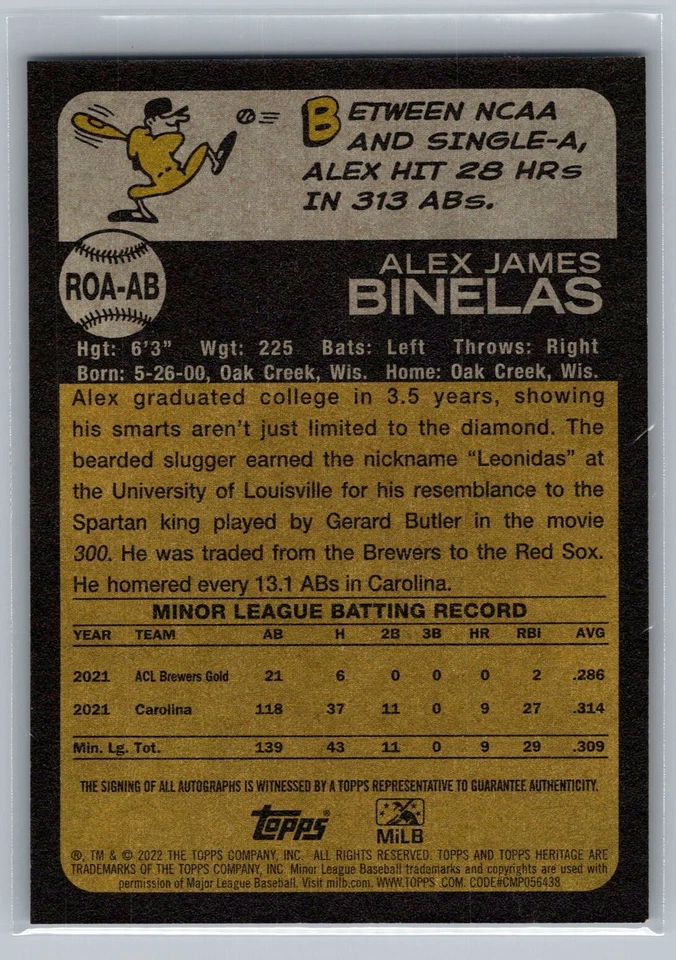 BETWEEN NCAA
AND SINGLE-A,
ALEX HIT 28 HRs
IN 313 ABs.
ROA-AB
ALEX JAMES
BINELAS
Hgt: 6'3" Wgt: 225 Bats: Left Throws: Right
Born: 5-26-00, Oak Creek, Wis. Home: Oak Creek, Wis.
Alex graduated college in 3.5 years, showing
his smarts aren't just limited to the diamond. The
bearded slugger earned the nickname "Leonidas" at
the University of Louisville for his resemblance to the
Spartan king played by Gerard Butler in the movie
300. He was traded from the Brewers to the Red Sox.
He homered every 13.1 ABs in Carolina.
MINOR LEAGUE BATTING RECORD
YEAR TEAM AB H 2B 3B HR RBI AVG
2021 ACL Brewers Gold 21 6 0 0 0 2 .286
2021 Carolina 118 37 11 0 9 27 .314
Min. Lg. Tot. 139 43 11 0 9 29 .309
THE SIGNING OF ALL AUTOGRAPHS IS WITNESSED BY A TOPPS REPRESENTATIVE TO GUARANTEE AUTHENTICITY.
topps® MiLB
®, TM & © 2022 THE TOPPS COMPANY, INC. ALL RIGHTS RESERVED. TOPPS AND TOPPS HERITAGE ARE
TRADEMARKS OF THE TOPPS COMPANY, INC. Minor League Baseball trademarks and copyrights are used with
permission of Major League Baseball. Visit milb.com. WWW.TOPPS.COM. CODE#CMP056438